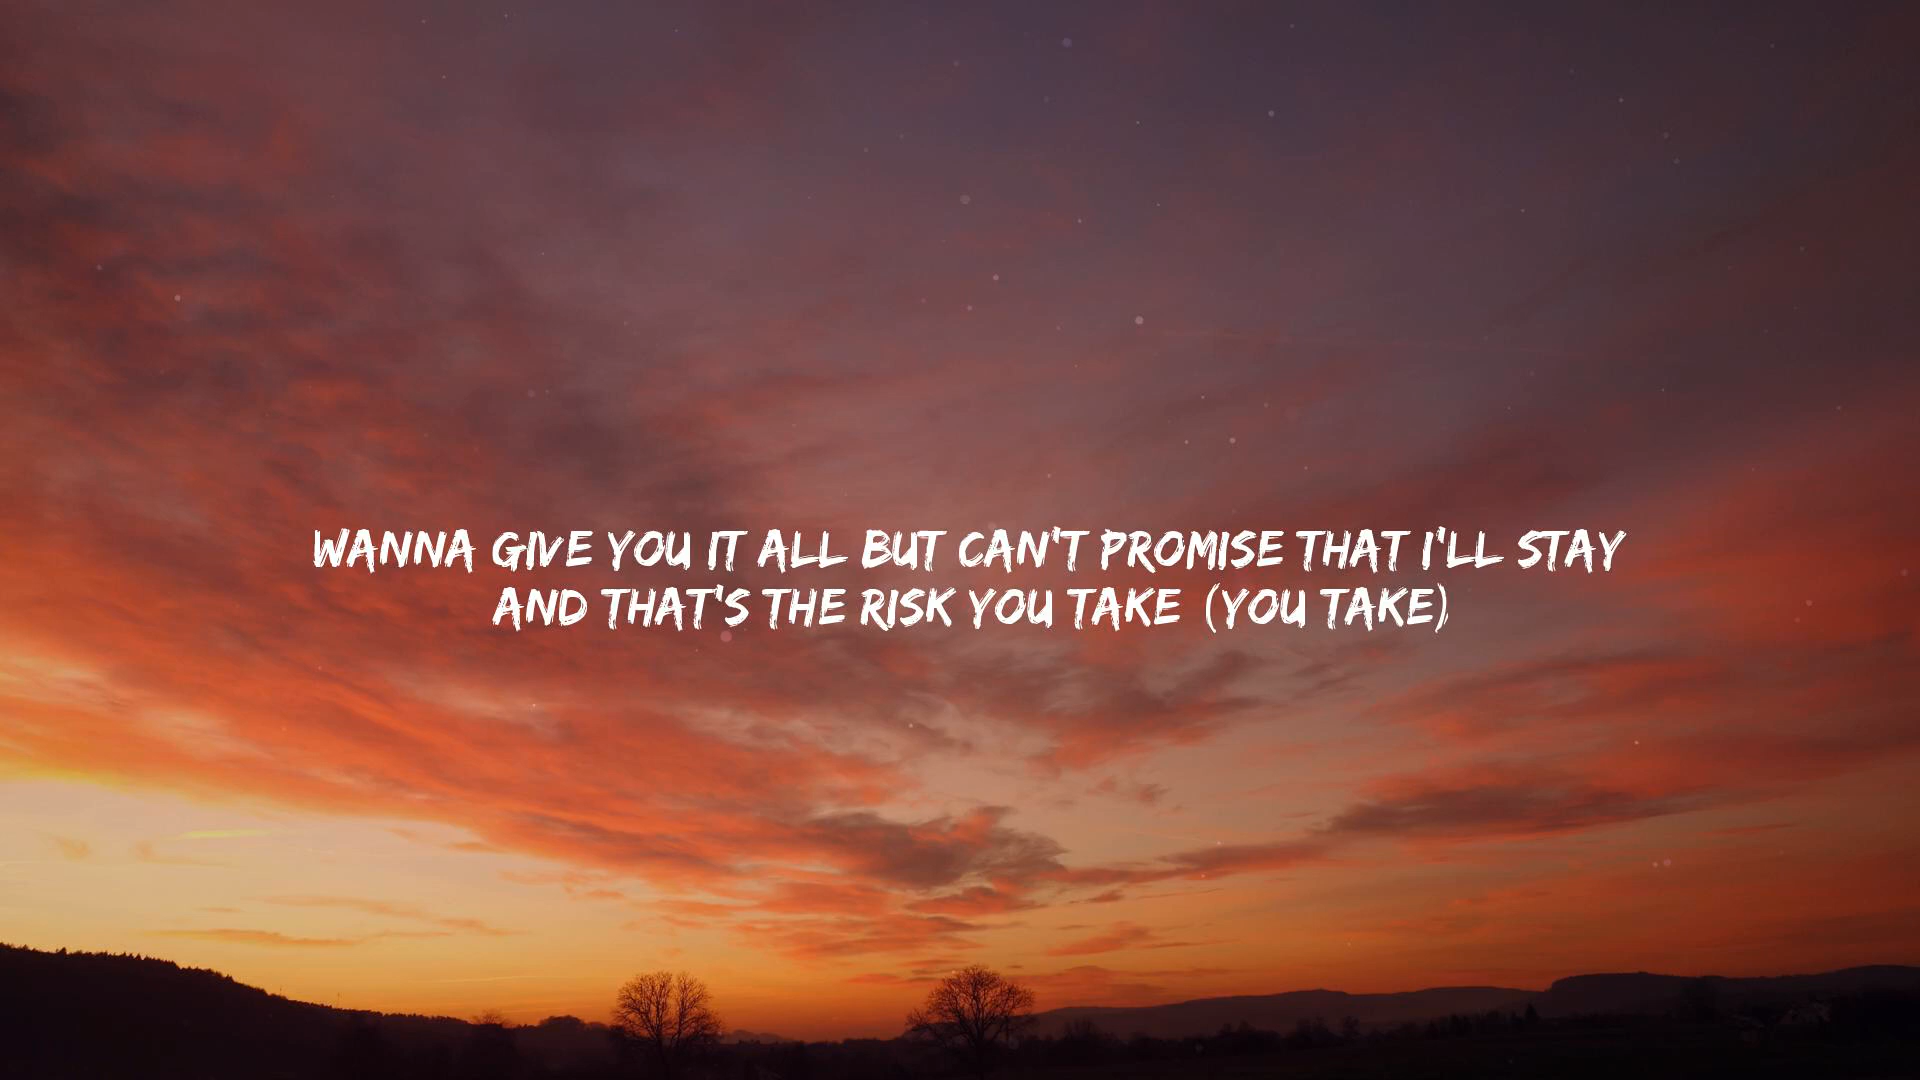 WANNA GIVE YOU IT ALL BUT CAN'T PROMISE THAT I'LL STAY
AND THAT'S THE RISK YOU TAKE (YOU TAKE)